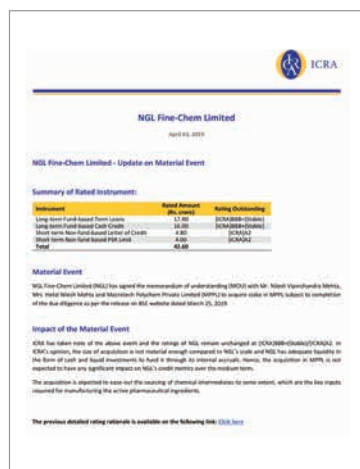 ICRA
NGL Fine-Chem Limited
April 03, 2019
NGL Fine-Chem Limited - Update on Material Event
Summary of Rated Instrument:
Instrument Rated Amount (Rs. crore) Rating Outstanding
Long-term Fund-based Term Loans 17.80 [ICRA]BBB+(Stable)
Long-term Fund-based Cash Credit 16.00 [ICRA]BBB+(Stable)
Short-term Non-fund-based Letter of Credit 4.80 [ICRA]A2
Short-term Non-fund-based PSR Limit 4.00 [ICRA]A2
Total 42.60
Material Event
NGL Fine-Chem Limited (NGL) has signed the memorandum of understanding (MOU) with Mr. Nilesh Vipinchandra Mehta,
Mrs. Hetal Nilesh Mehta and Macrotech Polychem Private Limited (MPPL) to acquire stake in MPPL subject to completion
of the due diligence as per the release on BSE website dated March 25, 2019.
Impact of the Material Event
ICRA has taken note of the above event and the ratings of NGL remain unchanged at [ICRA]BBB+(Stable)/[ICRA]A2. In
ICRA's opinion, the size of acquisition is not material enough compared to NGL's scale and NGL has adequate liquidity in
the form of cash and liquid investments to fund it through its internal accruals. Hence, the acquisition in MPPL is not
expected to have any significant impact on NGL's credit metrics over the medium term.
The acquisition is expected to ease-out the sourcing of chemical intermediates to some extent, which are the key inputs
required for manufacturing the active pharmaceutical ingredients.
The previous detailed rating rationale is available on the following link: Click here